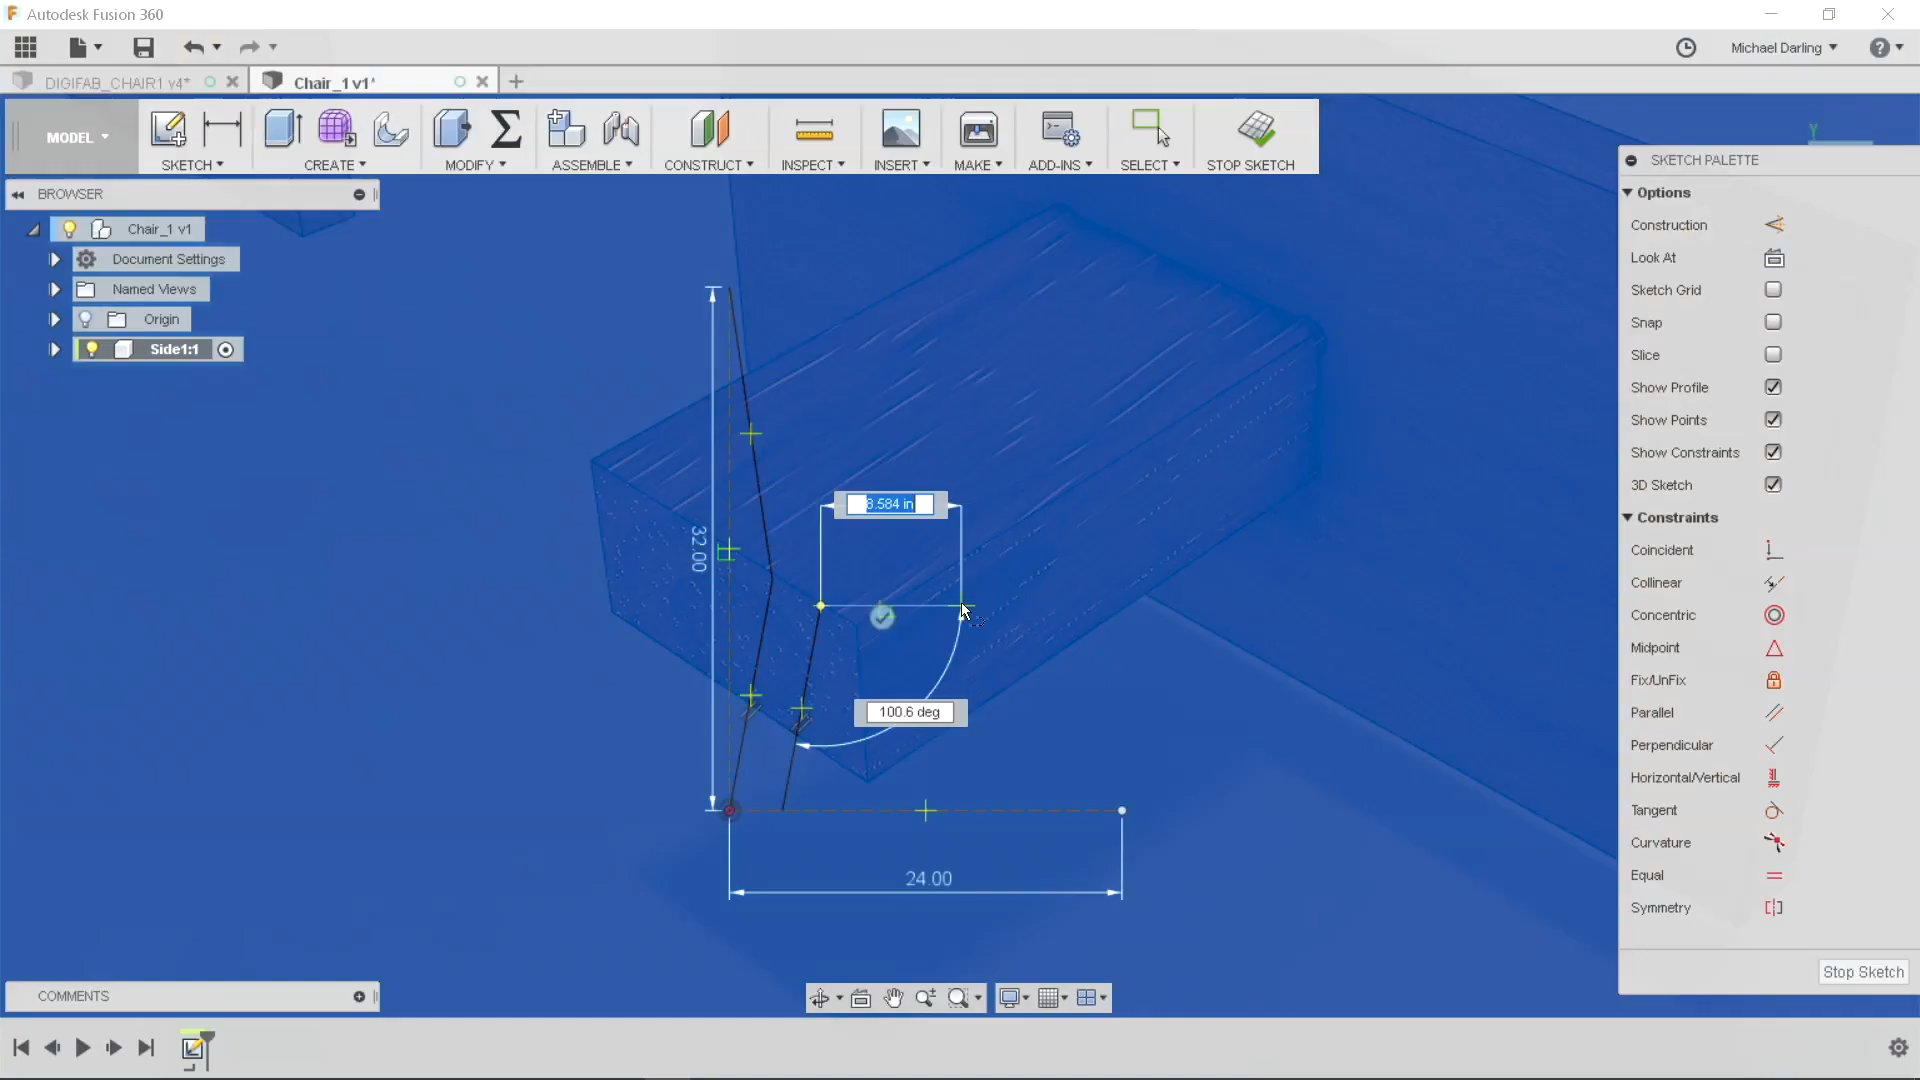 Autodesk Fusion 360
Michael Darling
DIGIFAB_CHAIR1 v4*
Chair_1 v1*
MODEL
SKETCH
CREATE
MODIFY
ASSEMBLE
CONSTRUCT
INSPECT
INSERT
MAKE
ADD-INS
SELECT
STOP SKETCH
BROWSER
Chair_1 v1
Document Settings
Named Views
Origin
Side1:1
Y
SKETCH PALETTE
Options
Construction
Look At
Sketch Grid
Snap
Slice
Show Profile
Show Points
Show Constraints
3D Sketch
Constraints
Coincident
Collinear
Concentric
Midpoint
Fix/UnFix
Parallel
Perpendicular
Horizontal/Vertical
Tangent
Curvature
Equal
Symmetry
Stop Sketch
32.00
8.584 in
100.6 deg
24.00
COMMENTS